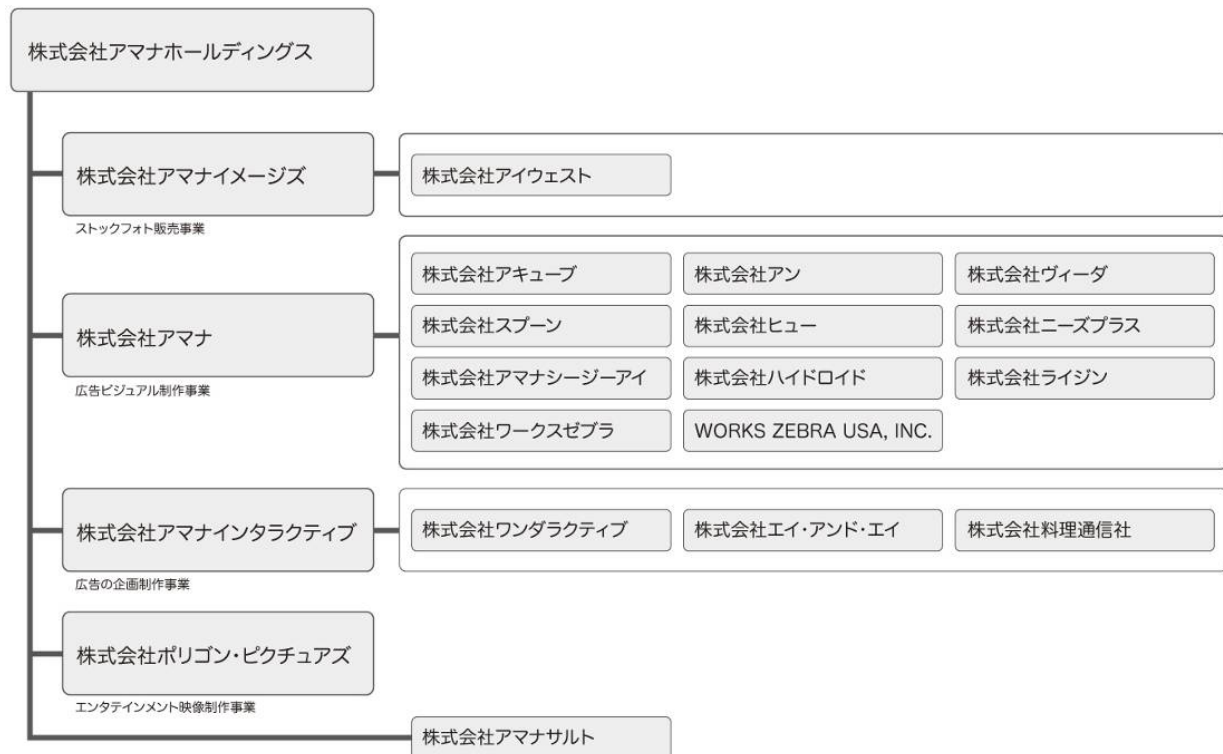 株式会社アマナホールディングス
株式会社アマナイメージズ
ストックフォト販売事業
株式会社アイウェスト
株式会社アマナ
広告ビジュアル制作事業
株式会社アキューブ
株式会社アン
株式会社ヴィーダ
株式会社スプーン
株式会社ヒュー
株式会社ニーズプラス
株式会社アマナシージーアイ
株式会社ハイドロイド
株式会社ライジン
株式会社ワークスゼブラ
WORKS ZEBRA USA, INC.
株式会社アマナインタラクティブ
広告の企画制作事業
株式会社ワンダラクティブ
株式会社エイ・アンド・エイ
株式会社料理通信社
株式会社ポリゴン・ピクチュアズ
エンタテインメント映像制作事業
株式会社アマナサルト